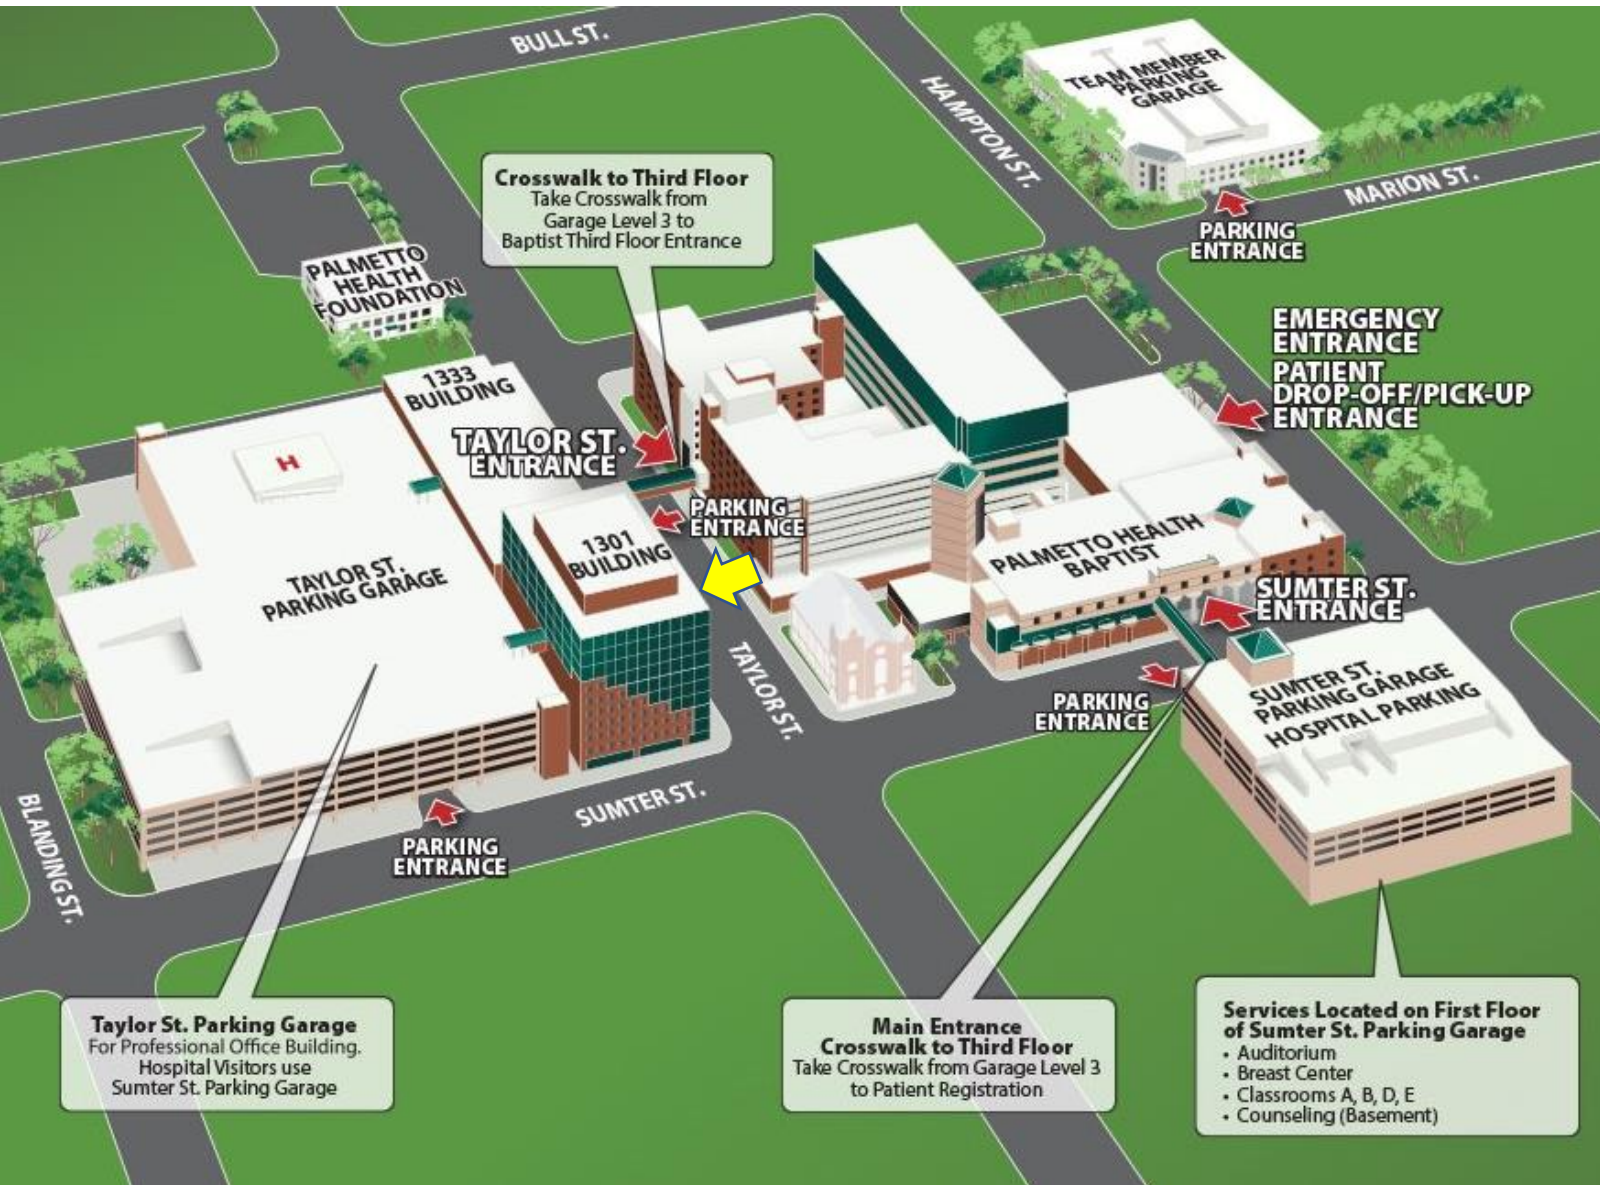 BULL ST.
HAMPTON ST.
TEAM MEMBER
PARKING
GARAGE
MARION ST.
PARKING
ENTRANCE
Crosswalk to Third Floor
Take Crosswalk from
Garage Level 3 to
Baptist Third Floor Entrance
PALMETTO
HEALTH
FOUNDATION
EMERGENCY
ENTRANCE
PATIENT
DROP-OFF/PICK-UP
ENTRANCE
1333
BUILDING
TAYLOR ST.
ENTRANCE
H
PARKING
ENTRANCE
1301
BUILDING
PALMETTO HEALTH
BAPTIST
TAYLOR ST.
PARKING GARAGE
SUMTER ST.
ENTRANCE
TAYLOR ST.
PARKING
ENTRANCE
SUMTER ST.
PARKING GARAGE
HOSPITAL PARKING
BLANDING ST.
SUMTER ST.
PARKING
ENTRANCE
Taylor St. Parking Garage
For Professional Office Building.
Hospital Visitors use
Sumter St. Parking Garage
Main Entrance
Crosswalk to Third Floor
Take Crosswalk from Garage Level 3
to Patient Registration
Services Located on First Floor
of Sumter St. Parking Garage
• Auditorium
• Breast Center
• Classrooms A, B, D, E
• Counseling (Basement)